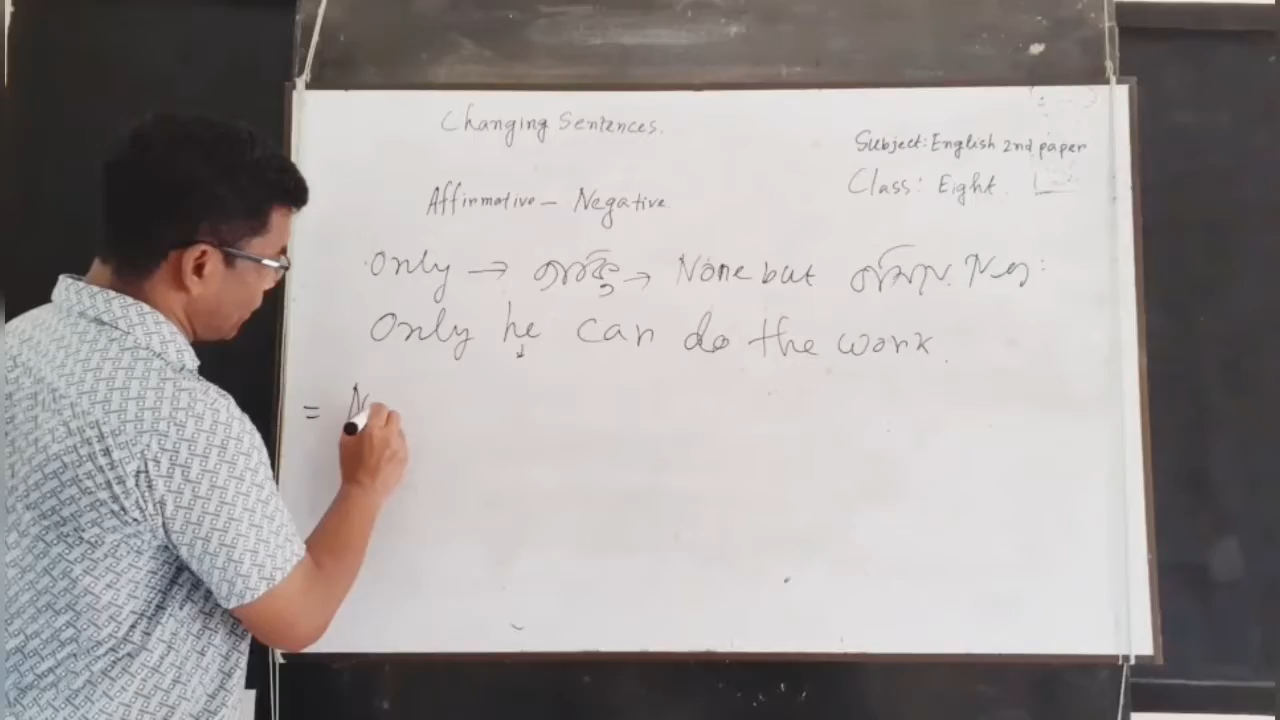 Changing Sentences.
Subject: English 2nd paper
Class: Eight.
Affirmative — Negative
Only → ব্যক্তি → None but
Only he can do the work.
= N